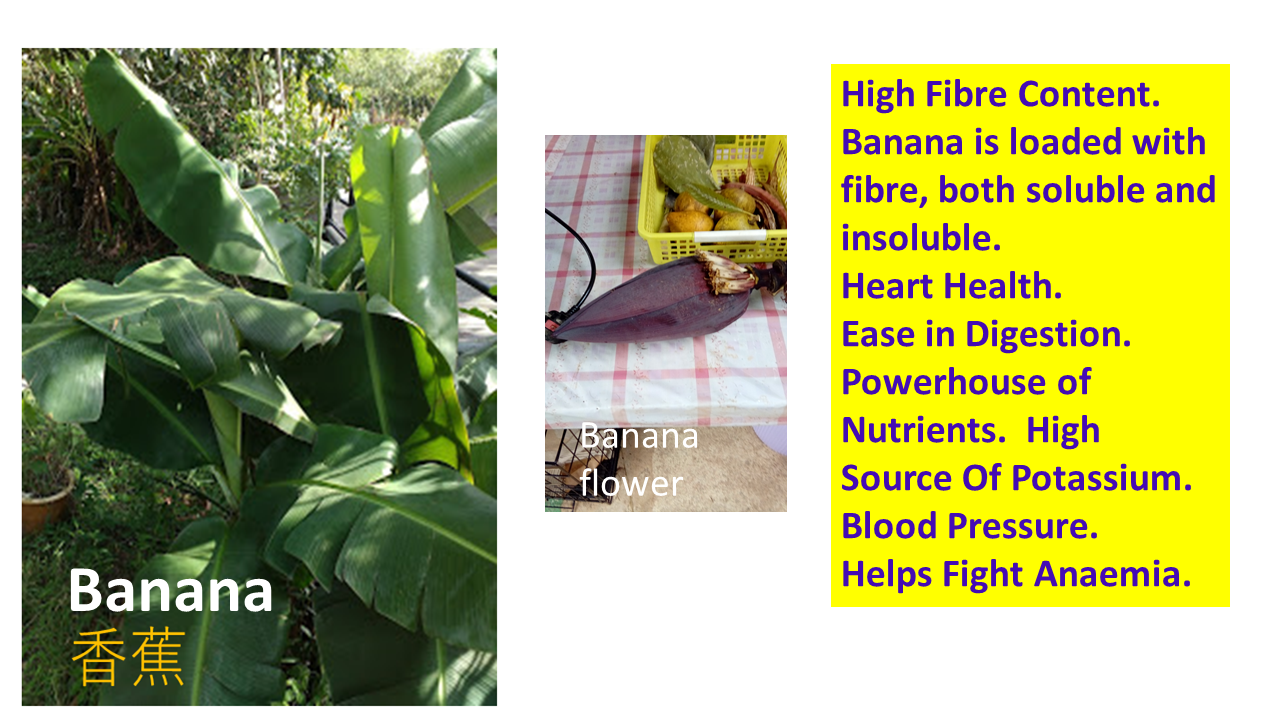 Banana
香蕉
Banana
flower
High Fibre Content.
Banana is loaded with
fibre, both soluble and
insoluble.
Heart Health.
Ease in Digestion.
Powerhouse of
Nutrients.  High
Source Of Potassium.
Blood Pressure.
Helps Fight Anaemia.